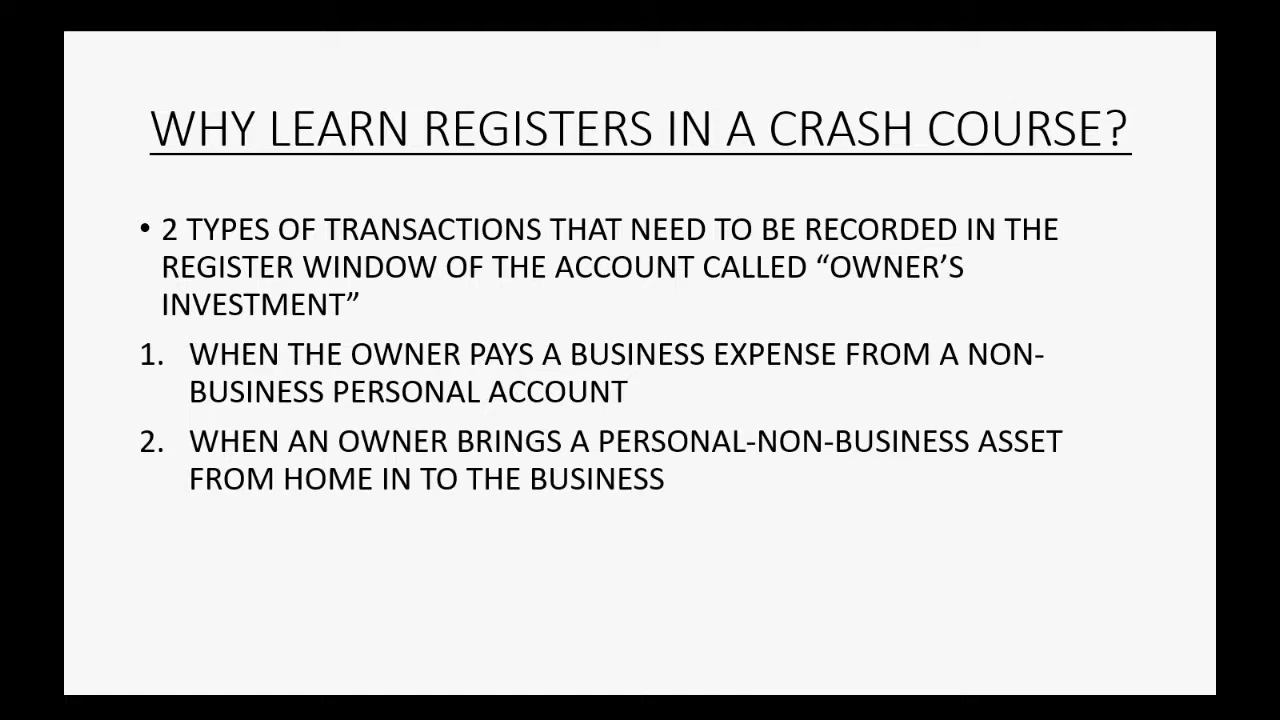 WHY LEARN REGISTERS IN A CRASH COURSE?
• 2 TYPES OF TRANSACTIONS THAT NEED TO BE RECORDED IN THE
REGISTER WINDOW OF THE ACCOUNT CALLED “OWNER’S
INVESTMENT”
1. WHEN THE OWNER PAYS A BUSINESS EXPENSE FROM A NON-
BUSINESS PERSONAL ACCOUNT
2. WHEN AN OWNER BRINGS A PERSONAL-NON-BUSINESS ASSET
FROM HOME IN TO THE BUSINESS